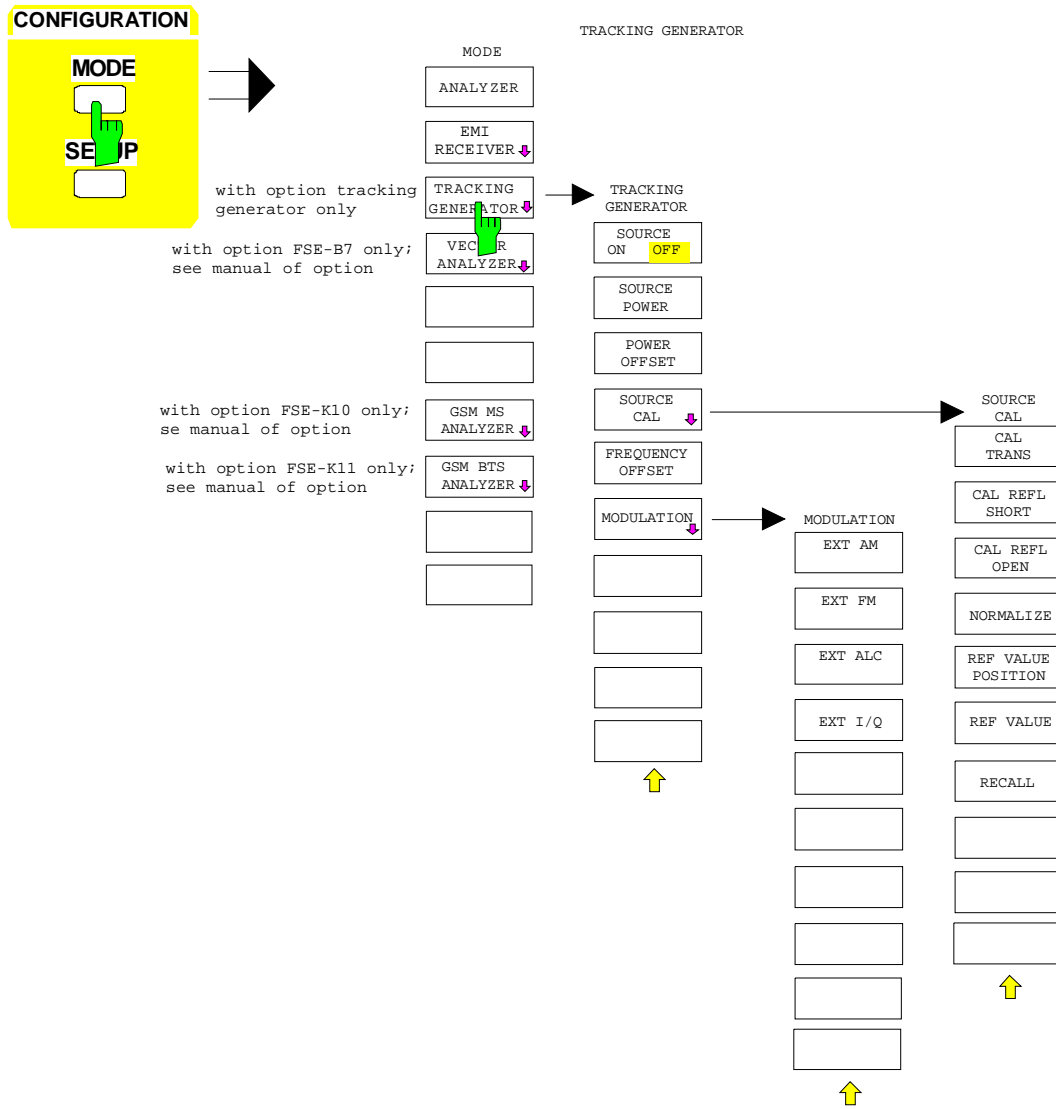 CONFIGURATION
MODE
TRACKING GENERATOR
MODE
ANALYZER
EMI
RECEIVER
with option tracking
generator only
TRACKING
GENERATOR
with option FSE-B7 only;
see manual of option
VECTOR
ANALYZER
with option FSE-K10 only;
se manual of option
GSM MS
ANALYZER
with option FSE-K11 only;
see manual of option
GSM BTS
ANALYZER
SETUP
TRACKING
GENERATOR
SOURCE
ON OFF
SOURCE
POWER
POWER
OFFSET
SOURCE
CAL
FREQUENCY
OFFSET
MODULATION
MODULATION
EXT AM
EXT FM
EXT ALC
EXT I/Q
SOURCE
CAL
CAL
TRANS
CAL REFL
SHORT
CAL REFL
OPEN
NORMALIZE
REF VALUE
POSITION
REF VALUE
RECALL